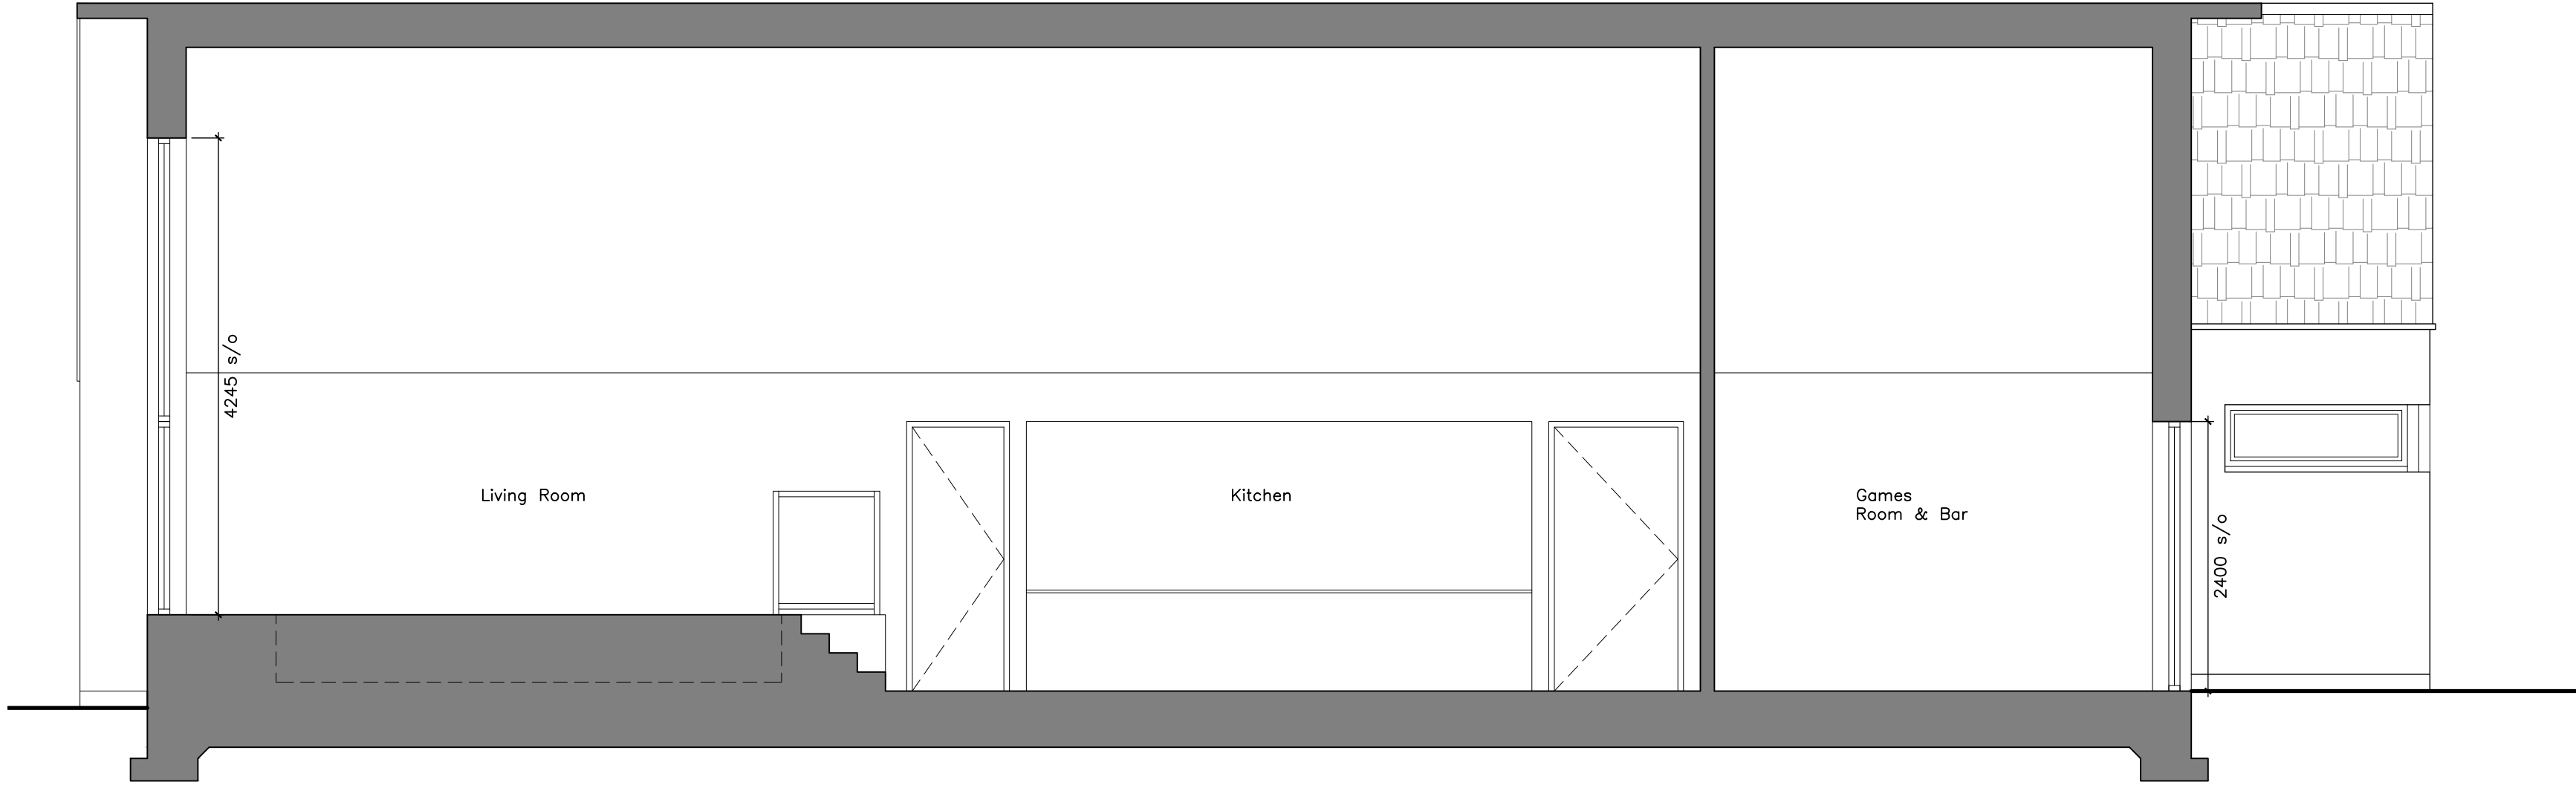 4245 s/o
Living Room
Kitchen
Games
Room & Bar
2400 s/o